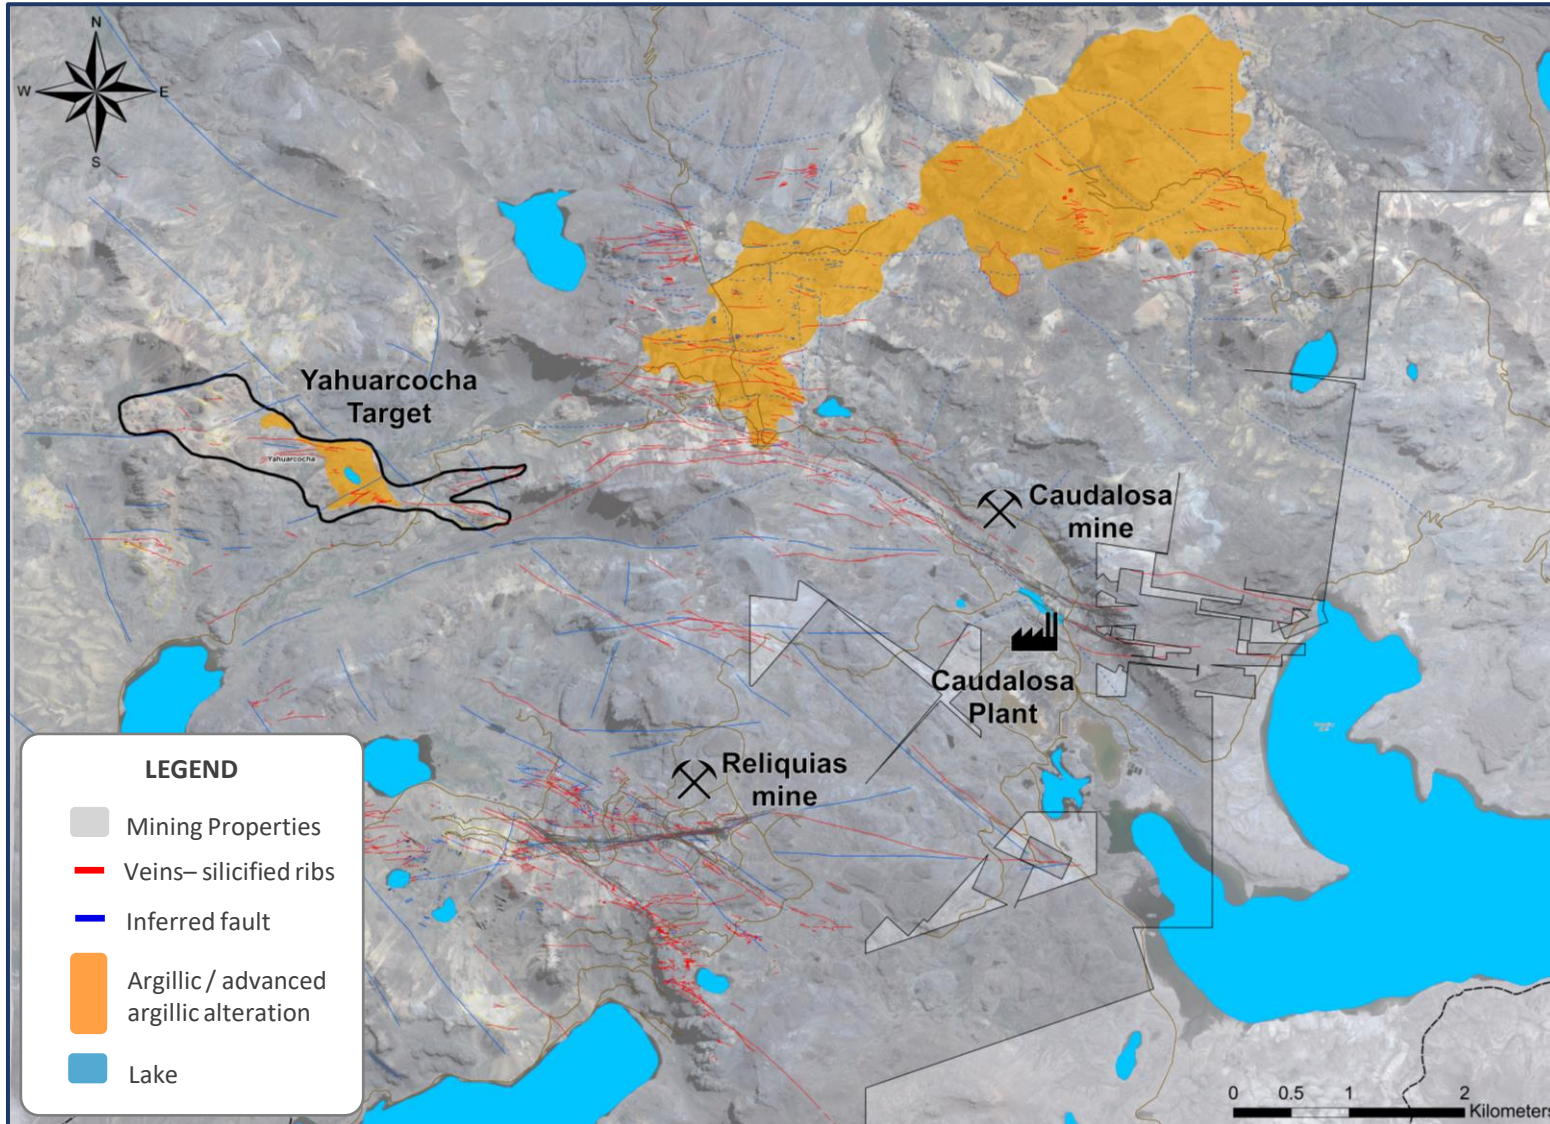 N
W
E
S
Yahuarcocha
Target
Yahuarcocha
Caudalosa
mine
Caudalosa
Plant
Reliquias
mine
LEGEND
Mining Properties
Veins– silicified ribs
Inferred fault
Argillic / advanced
argillic alteration
Lake
0 0.5 1 2
Kilometers